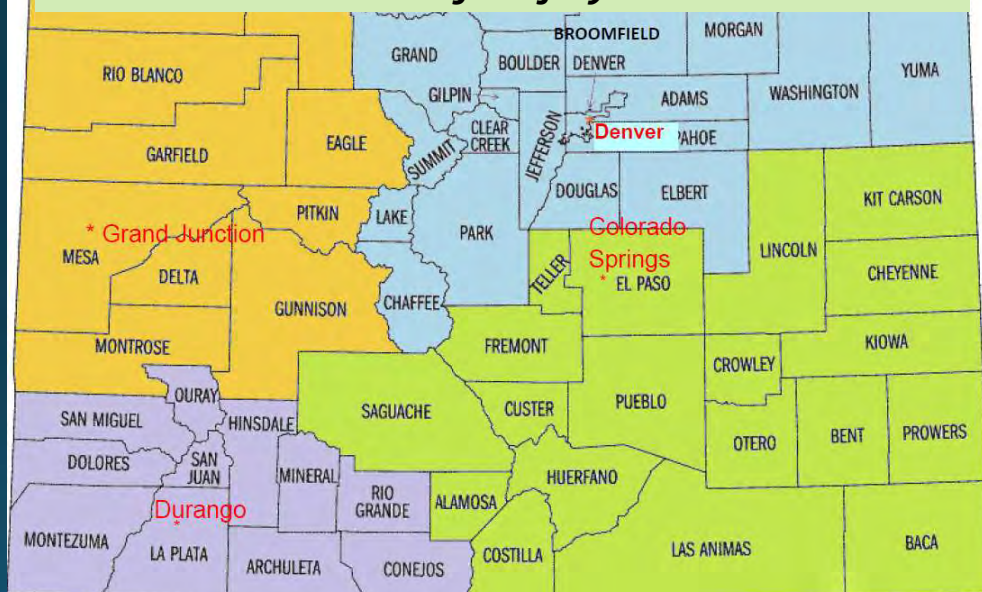 BROOMFIELD
MORGAN
GRAND
BOULDER
DENVER
YUMA
RIO BLANCO
GILPIN
ADAMS
WASHINGTON
CLEAR
CREEK
JEFFERSON
* Denver
PAHOE
EAGLE
SUMMIT
GARFIELD
DOUGLAS
ELBERT
KIT CARSON
PITKIN
LAKE
* Grand Junction
PARK
Colorado
Springs
*
LINCOLN
MESA
DELTA
TELLER
EL PASO
CHEYENNE
GUNNISON
CHAFFEE
MONTROSE
FREMONT
KIOWA
CROWLEY
OURAY
SAGUACHE
CUSTER
PUEBLO
SAN MIGUEL
HINSDALE
OTERO
BENT
PROWERS
DOLORES
SAN
JUAN
MINERAL
HUERFANO
RIO
GRANDE
ALAMOSA
Durango
*
MONTEZUMA
LA PLATA
ARCHULETA
CONEJOS
COSTILLA
LAS ANIMAS
BACA